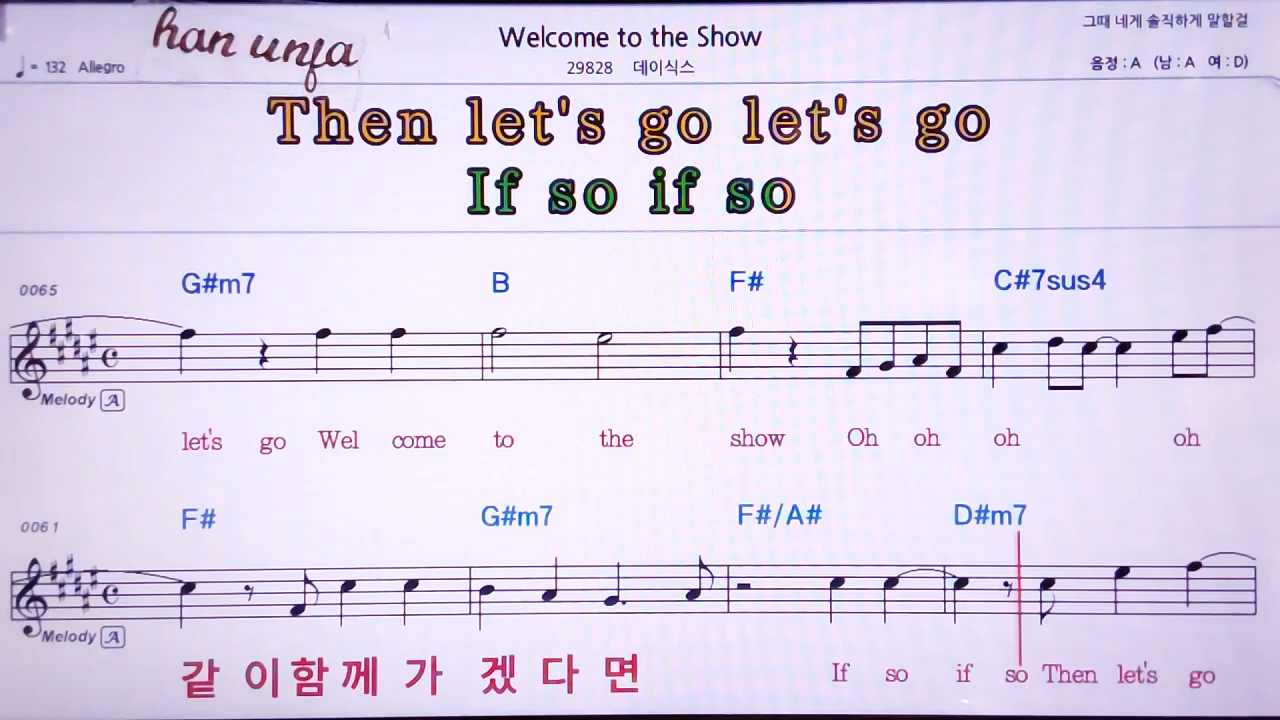 han unja
Welcome to the Show
그때 네게 솔직하게 말할걸
♩= 132 Allegro
29828 데이식스
음정 : A (남 : A 여 : D)
Then let's go let's go
If so if so
0065
G#m7 B F# C#7sus4
Melody A
let's go Wel come to the show Oh oh oh oh
0061
F# G#m7 F#/A# D#m7
Melody A
같 이 함 께 가 겠 다 면 If so if so Then let's go